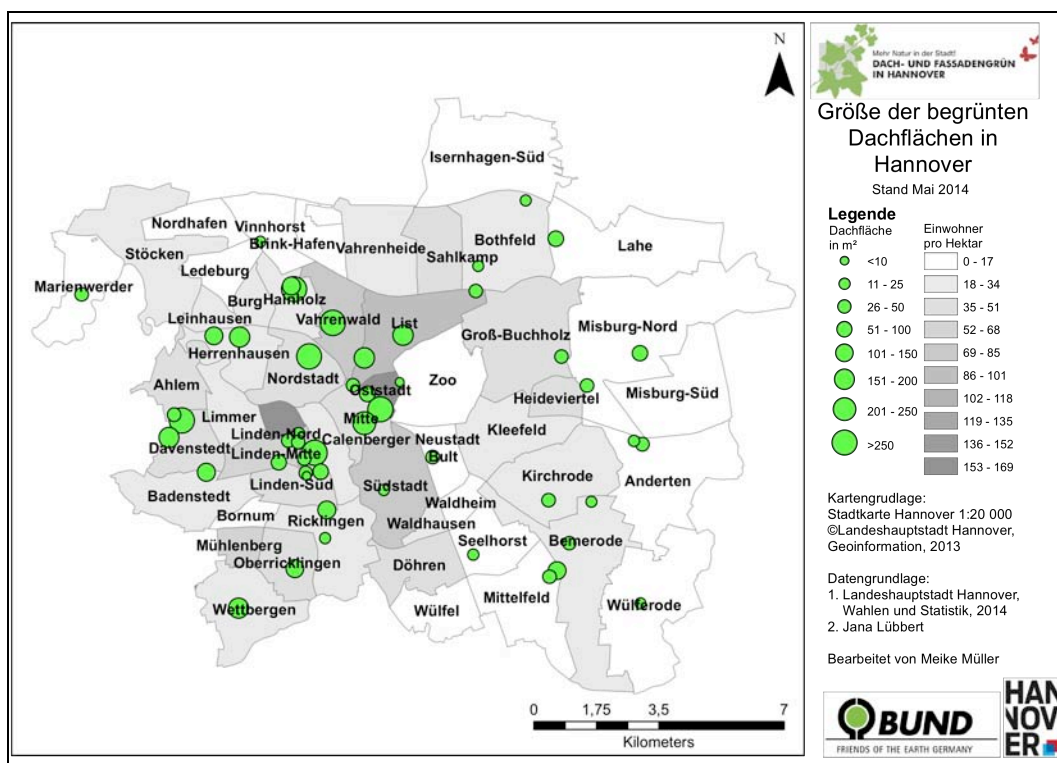 N
Isernhagen-Süd
Nordhafen
Vinnhorst
Brink-Hafen
Vahrenheide
Bothfeld
Lahe
Stöcken
Sahlkamp
Ledeburg
Marienwerder
Burg
Hainholz
Leinhausen
Vahrenwald
List
Groß-Buchholz
Misburg-Nord
Herrenhausen
Nordstadt
Zoo
Ahlem
Oststadt
Heideviertel
Misburg-Süd
Limmer
Mitte
Linden-Nord
Calenberger Neustadt
Kleefeld
Davenstedt
Linden-Mitte
Bult
Linden-Süd
Südstadt
Kirchrode
Anderten
Badenstedt
Waldheim
Bornum
Ricklingen
Waldhausen
Seelhorst
Bemerode
Mühlenberg
Oberricklingen
Döhren
Mittelfeld
Wettbergen
Wülfel
Wülferode
0 1,75 3,5 7
Kilometers
Mehr Natur in der Stadt!
DACH- UND FASSADENGRÜN
IN HANNOVER
Größe der begrünten
Dachflächen in
Hannover
Stand Mai 2014
Legende
Dachfläche
in m²
<10
11 - 25
26 - 50
51 - 100
101 - 150
151 - 200
201 - 250
>250
Einwohner
pro Hektar
0 - 17
18 - 34
35 - 51
52 - 68
69 - 85
86 - 101
102 - 118
119 - 135
136 - 152
153 - 169
Kartengrudlage:
Stadtkarte Hannover 1:20 000
©Landeshauptstadt Hannover,
Geoinformation, 2013
Datengrundlage:
1. Landeshauptstadt Hannover,
Wahlen und Statistik, 2014
2. Jana Lübbert
Bearbeitet von Meike Müller
BUND
FRIENDS OF THE EARTH GERMANY
HAN
NOV
ER